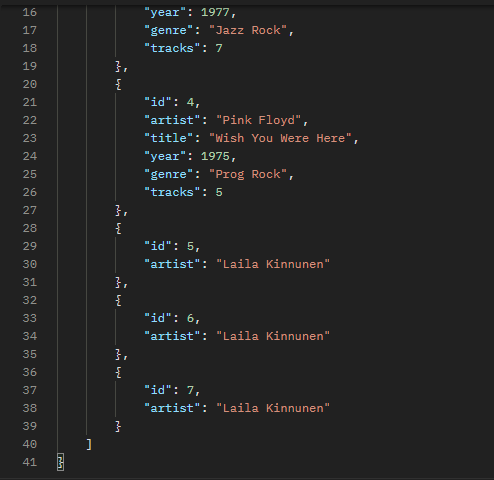 16 "year": 1977,
17 "genre": "Jazz Rock",
18 "tracks": 7
19 },
20 {
21 "id": 4,
22 "artist": "Pink Floyd",
23 "title": "Wish You Were Here",
24 "year": 1975,
25 "genre": "Prog Rock",
26 "tracks": 5
27 },
28 {
29 "id": 5,
30 "artist": "Laila Kinnunen"
31 },
32 {
33 "id": 6,
34 "artist": "Laila Kinnunen"
35 },
36 {
37 "id": 7,
38 "artist": "Laila Kinnunen"
39 }
40 ]
41 }